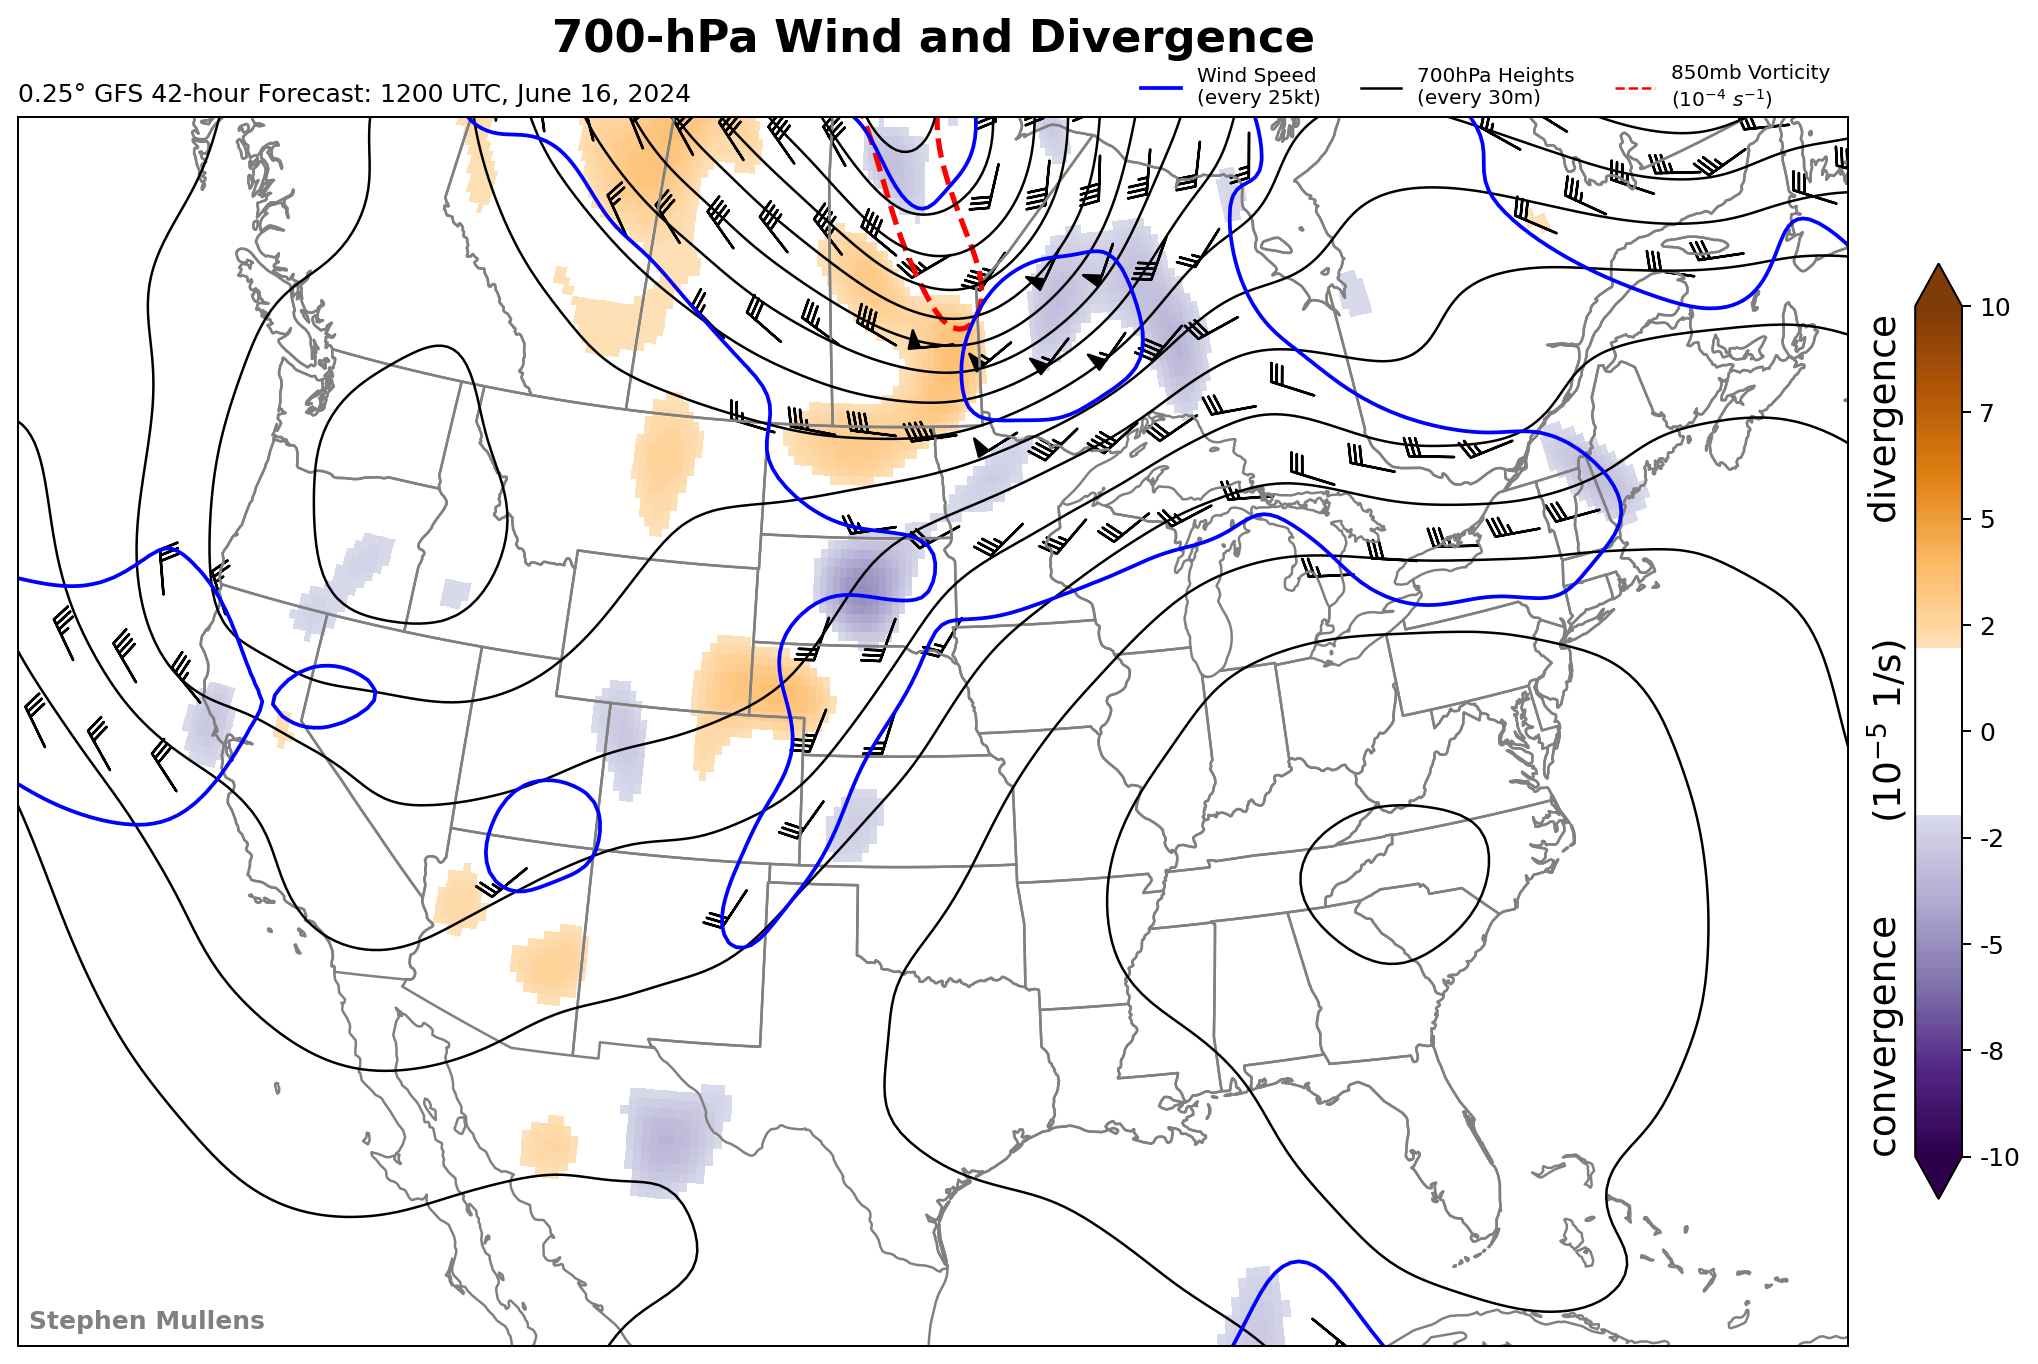 700-hPa Wind and Divergence
0.25° GFS 42-hour Forecast: 1200 UTC, June 16, 2024
Wind Speed
(every 25kt)
700hPa Heights
(every 30m)
850mb Vorticity
(10⁻⁴ s⁻¹)
10
7
5
2
0
-2
-5
-8
-10
convergence (10⁻⁵ 1/s) divergence
Stephen Mullens